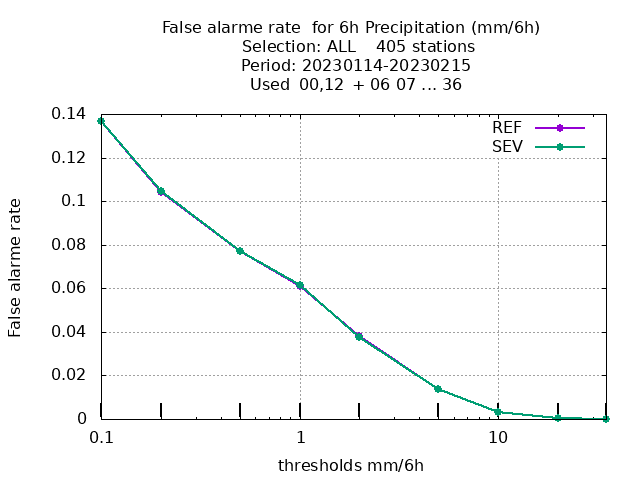 False alarme rate  for 6h Precipitation (mm/6h)
Selection: ALL    405 stations
Period: 20230114-20230215
Used  00,12  + 06 07 ... 36
REF
SEV
0.14
0.12
0.1
0.08
0.06
0.04
0.02
0
0.1
1
10
False alarme rate
thresholds mm/6h